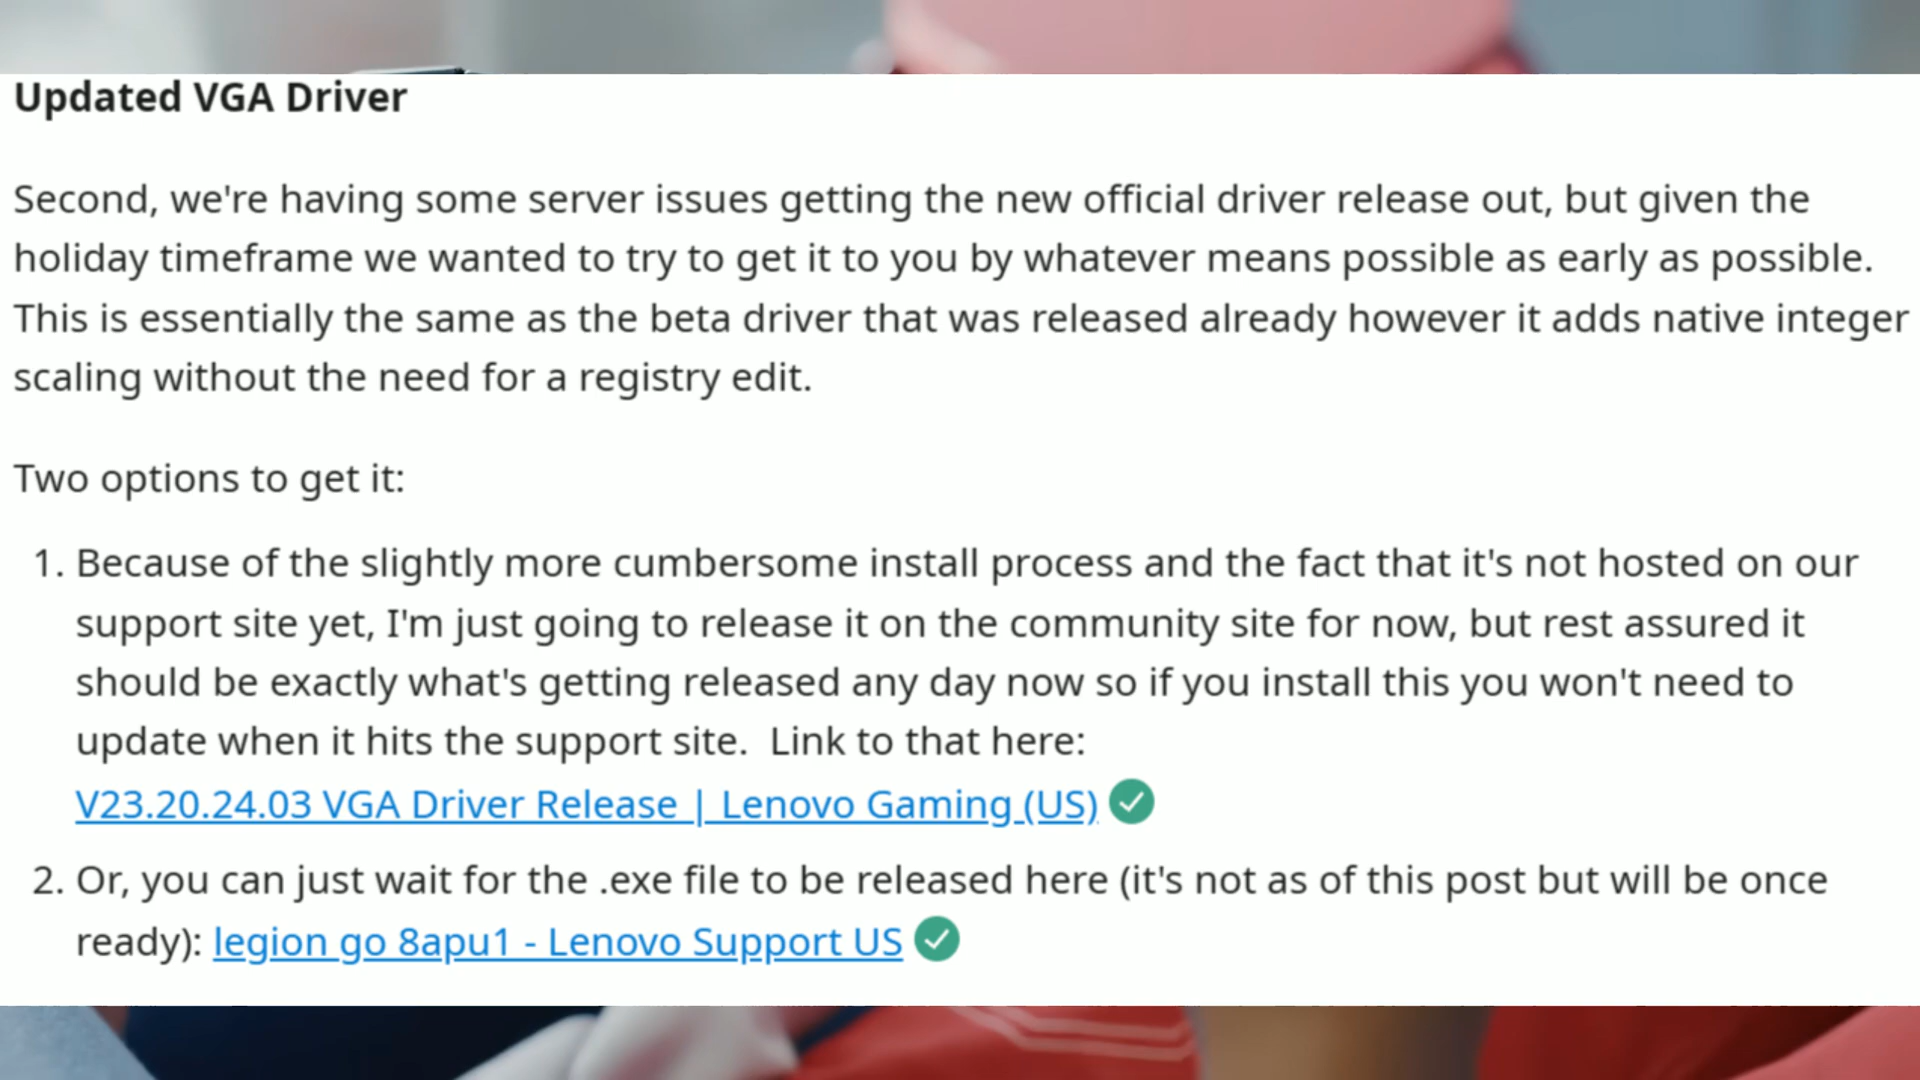 Updated VGA Driver
Second, we're having some server issues getting the new official driver release out, but given the
holiday timeframe we wanted to try to get it to you by whatever means possible as early as possible.
This is essentially the same as the beta driver that was released already however it adds native integer
scaling without the need for a registry edit.
Two options to get it:
1. Because of the slightly more cumbersome install process and the fact that it's not hosted on our
support site yet, I'm just going to release it on the community site for now, but rest assured it
should be exactly what's getting released any day now so if you install this you won't need to
update when it hits the support site.  Link to that here:
V23.20.24.03 VGA Driver Release | Lenovo Gaming (US)
2. Or, you can just wait for the .exe file to be released here (it's not as of this post but will be once
ready): legion go 8apu1 - Lenovo Support US